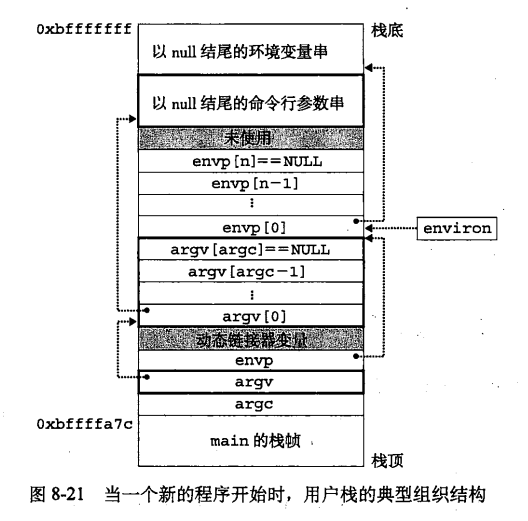 0xbfffffff
栈底
以 null 结尾的环境变量串
以 null 结尾的命令行参数串
未使用
envp[n]==NULL
envp[n-1]
⋮
envp[0]
environ
argv[argc]==NULL
argv[argc-1]
⋮
argv[0]
动态链接器变量
envp
argv
argc
0xbffffa7c
main 的栈帧
栈顶
图 8-21 当一个新的程序开始时，用户栈的典型组织结构